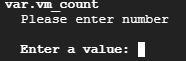 var.vm_count
Please enter number
Enter a value: